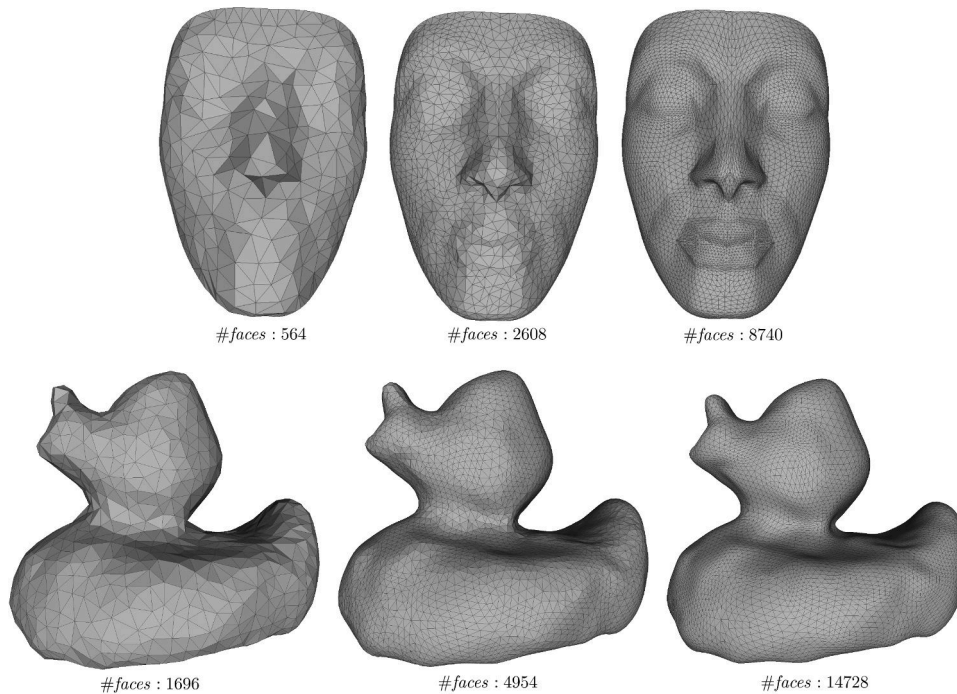 #faces : 564
#faces : 2608
#faces : 8740
#faces : 1696
#faces : 4954
#faces : 14728